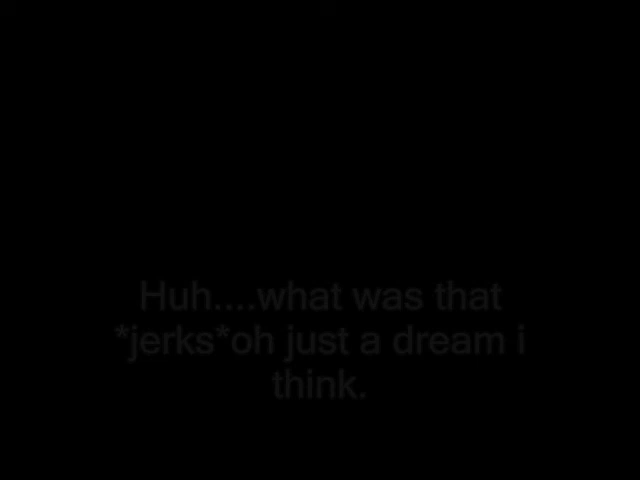 Huh....what was that
*jerks*oh just a dream i
think.